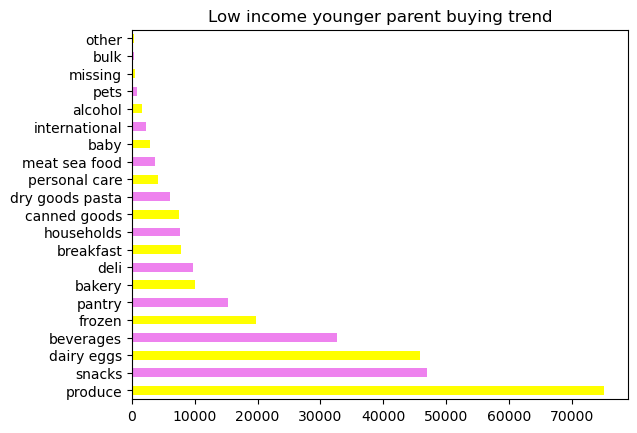 Low income younger parent buying trend
other
bulk
missing
pets
alcohol
international
baby
meat sea food
personal care
dry goods pasta
canned goods
households
breakfast
deli
bakery
pantry
frozen
beverages
dairy eggs
snacks
produce
0 10000 20000 30000 40000 50000 60000 70000